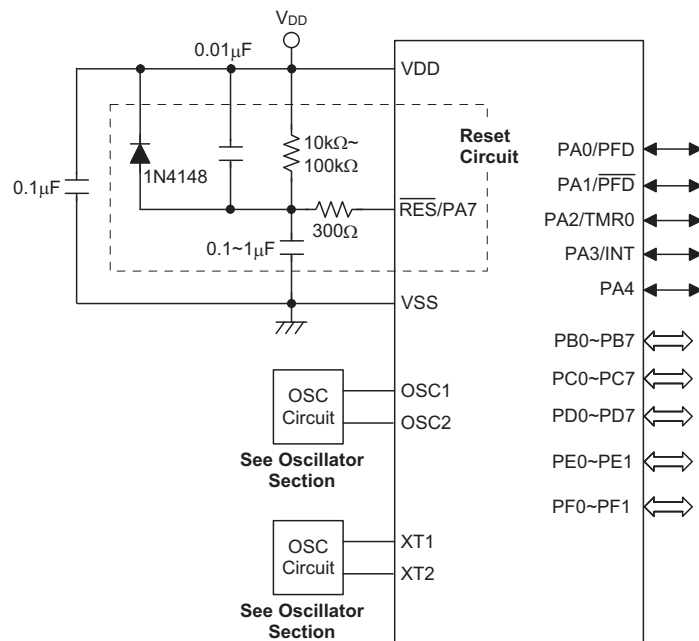 VDD
0.01μF
VDD
10kΩ~
100kΩ
Reset
Circuit
1N4148
0.1μF
RES/PA7
300Ω
0.1~1μF
VSS
OSC
Circuit
OSC1
OSC2
See Oscillator
Section
OSC
Circuit
XT1
XT2
See Oscillator
Section
PA0/PFD
PA1/PFD
PA2/TMR0
PA3/INT
PA4
PB0~PB7
PC0~PC7
PD0~PD7
PE0~PE1
PF0~PF1